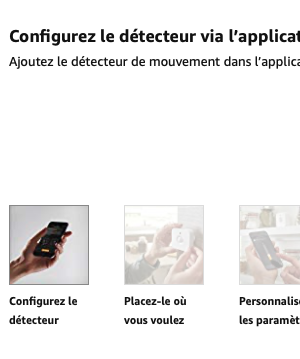 Configurez le détecteur via l'applicat
Ajoutez le détecteur de mouvement dans l'applica
Configurez le
détecteur
Placez-le où
vous voulez
Personnalise
les paramèt